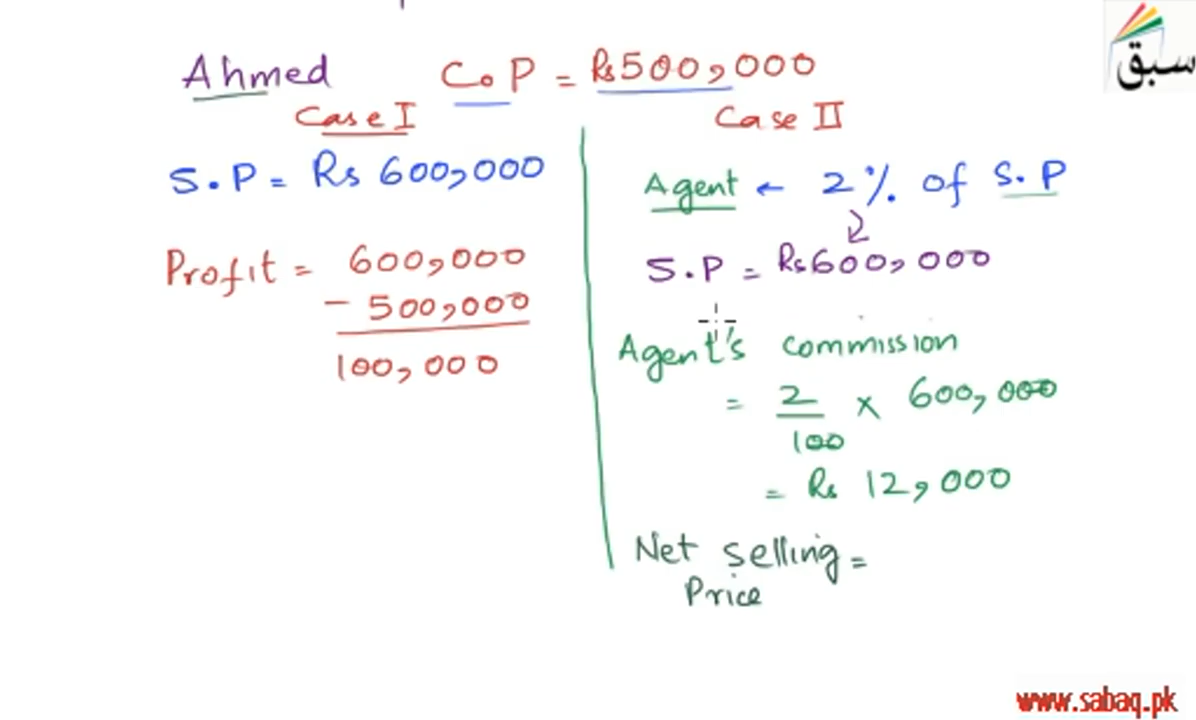 سبق
Ahmed C.P = Rs500,000
Case I
S.P = Rs 600,000
Profit = 600,000
- 500,000
100,000
Case II
Agent ← 2% of S.P
S.P = Rs600,000
Agent's commission
= 2/100 × 600,000
= Rs 12,000
Net selling =
Price
www.sabaq.pk